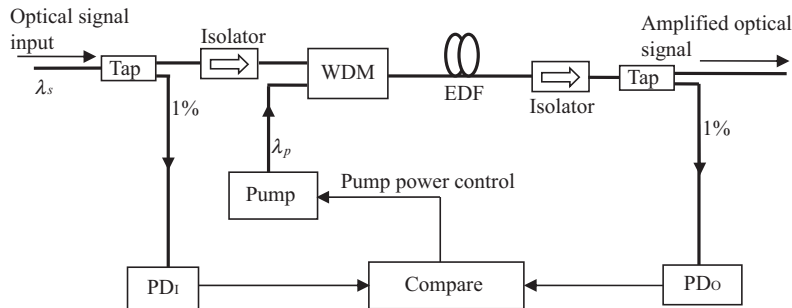 Optical signal
input
Amplified optical
signal
Isolator
Tap
WDM
EDF
Isolator
Tap
λs
1%
1%
λp
Pump
Pump power control
PDI
Compare
PDO